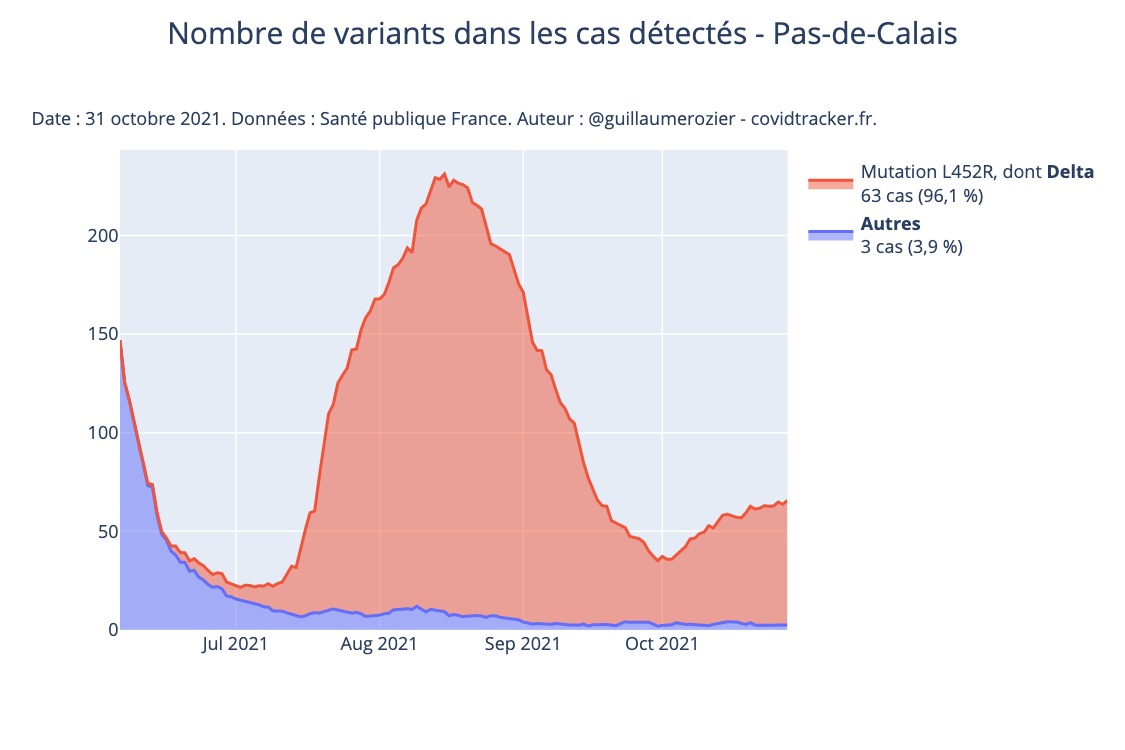 Nombre de variants dans les cas détectés - Pas-de-Calais
Date : 31 octobre 2021. Données : Santé publique France. Auteur : @guillaumerozier - covidtracker.fr.
Mutation L452R, dont Delta
63 cas (96,1 %)
Autres
3 cas (3,9 %)
200
150
100
50
0
Jul 2021
Aug 2021
Sep 2021
Oct 2021